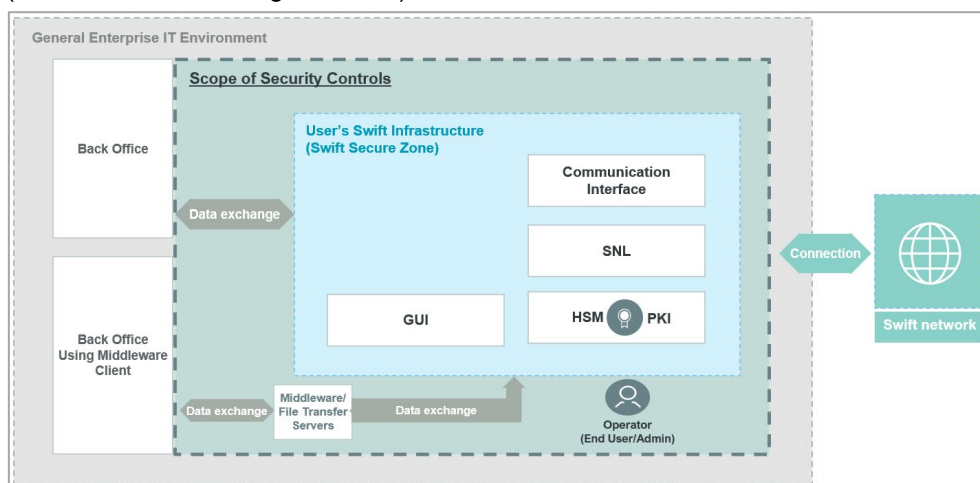 General Enterprise IT Environment
Scope of Security Controls
User's Swift Infrastructure
(Swift Secure Zone)
Back Office
Communication
Interface
Data exchange
SNL
Connection
GUI
HSM
PKI
Swift network
Back Office
Using Middleware
Client
Data exchange
Middleware/
File Transfer
Servers
Data exchange
Operator
(End User/Admin)